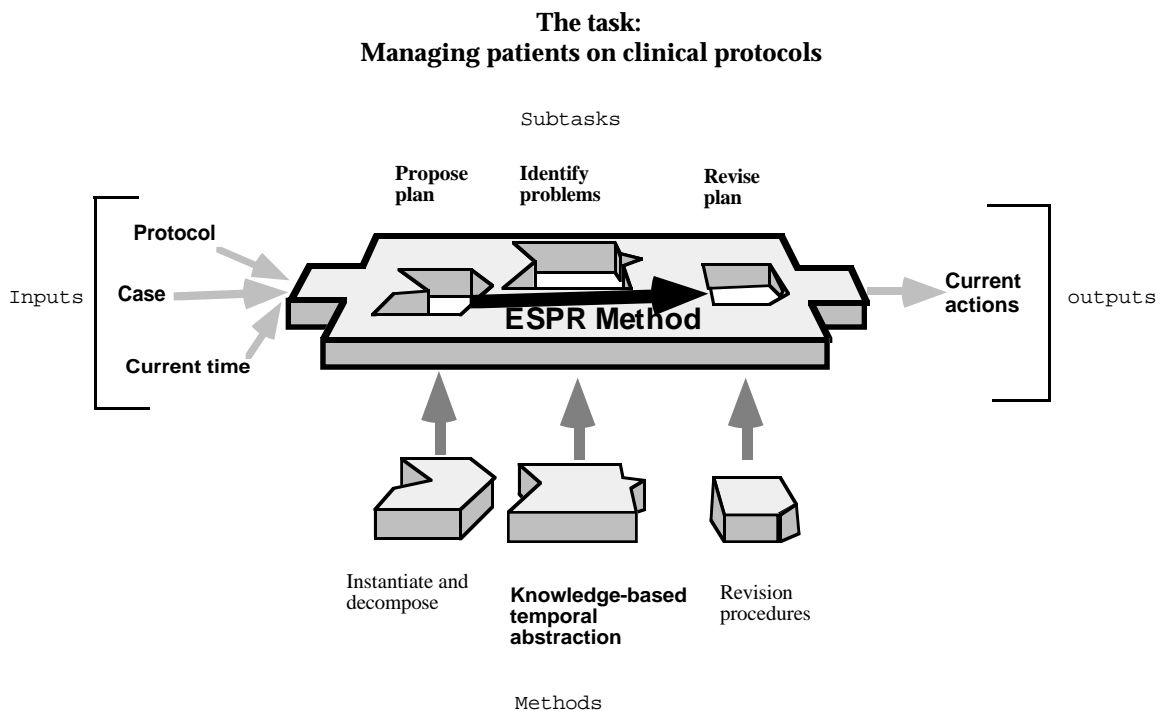 The task:
Managing patients on clinical protocols
Subtasks
Propose
plan
Identify
problems
Revise
plan
Inputs
Protocol
Case
Current time
ESPR Method
Current
actions
outputs
Instantiate and
decompose
Knowledge-based
temporal
abstraction
Revision
procedures
Methods